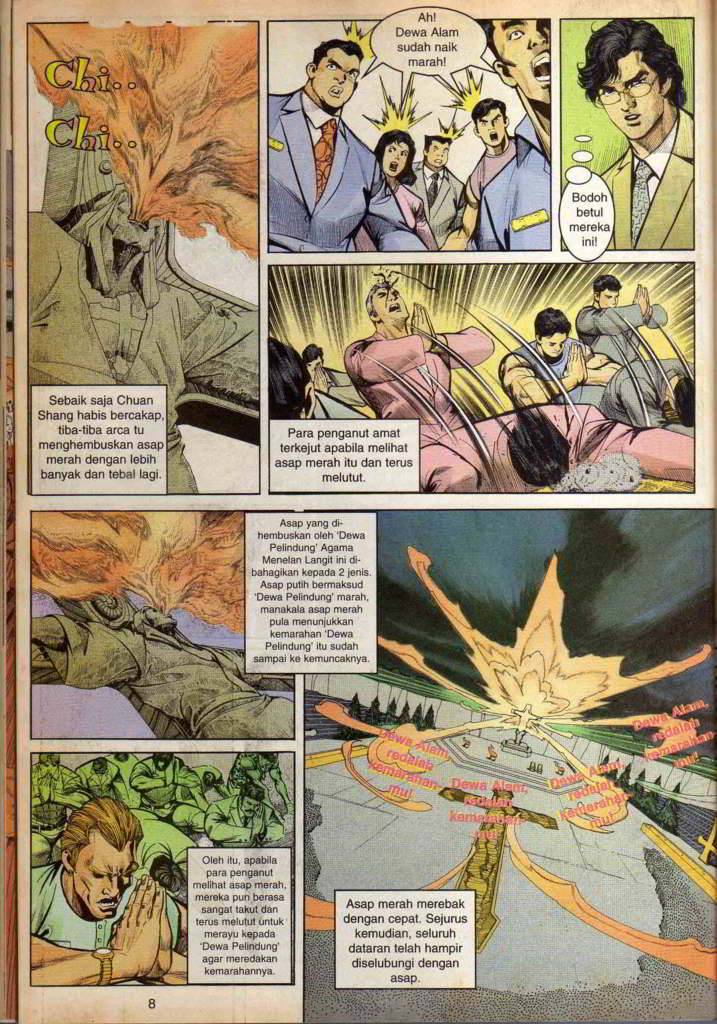 Chi..
Chi..
Sebaik saja Chuan
Shang habis bercakap,
tiba-tiba arca tu
menghembuskan asap
merah dengan lebih
banyak dan tebal lagi.
Ah!
Dewa Alam
sudah naik
marah!
Bodoh
betul
mereka
ini!
Para penganut amat
terkejut apabila melihat
asap merah itu dan terus
melutut.
Asap yang di-
hembuskan oleh ‘Dewa
Pelindung’ Agama
Menelan Langit ini di-
bahagikan kepada 2 jenis.
Asap putih bermaksud
‘Dewa Pelindung’ marah,
manakala asap merah
pula menunjukkan
kemarahan ‘Dewa
Pelindung’ itu sudah
sampai ke kemuncaknya.
Oleh itu, apabila
para penganut
melihat asap merah,
mereka pun berasa
sangat takut dan
terus melutut untuk
merayu kepada
‘Dewa Pelindung’
agar meredakan
kemarahannya.
Dewa Alam,
redalah
kemarahan
mu!
Dewa Alam,
redalah
kemarahan
mu!
Dewa Alam,
redalah
kemarahan
mu!
Dewa Alam,
redalah
kemarahan
mu!
Asap merah merebak
dengan cepat. Sejurus
kemudian, seluruh
dataran telah hampir
diselubungi dengan
asap.
8